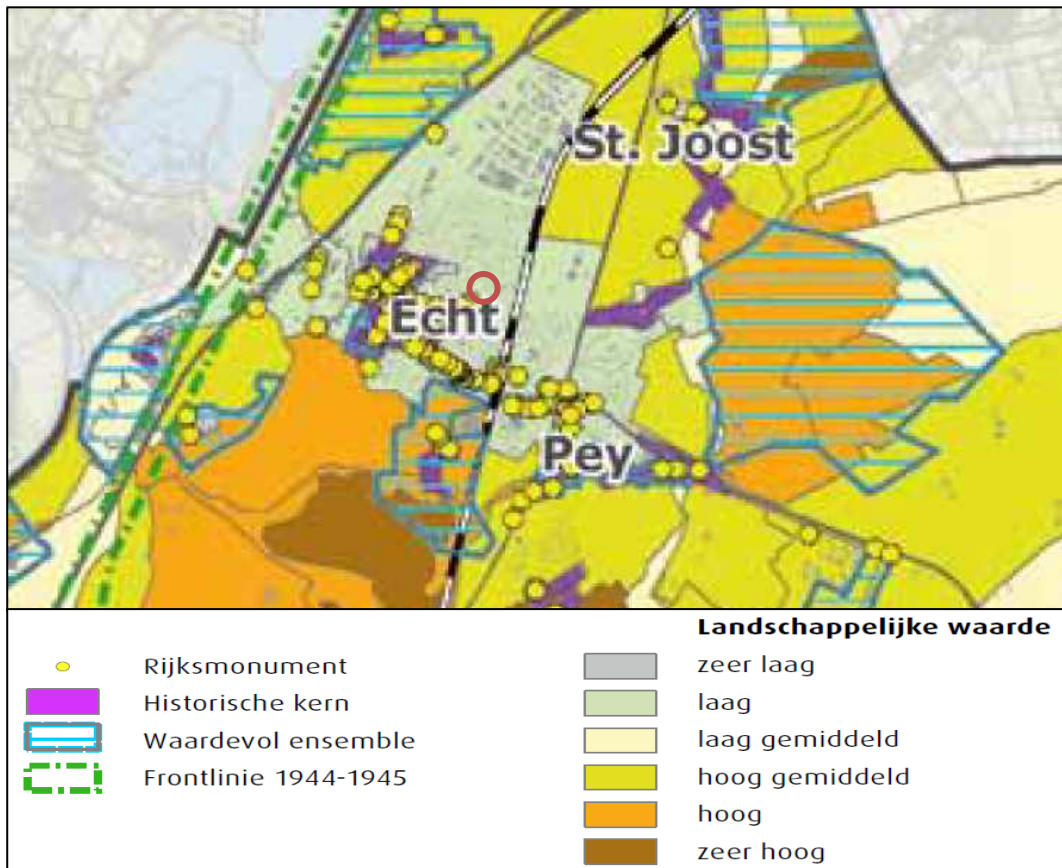 St. Joost
Echt
Pey
Landschappelijke waarde
Rijksmonument
Historische kern
Waardevol ensemble
Frontlinie 1944-1945
zeer laag
laag
laag gemiddeld
hoog gemiddeld
hoog
zeer hoog